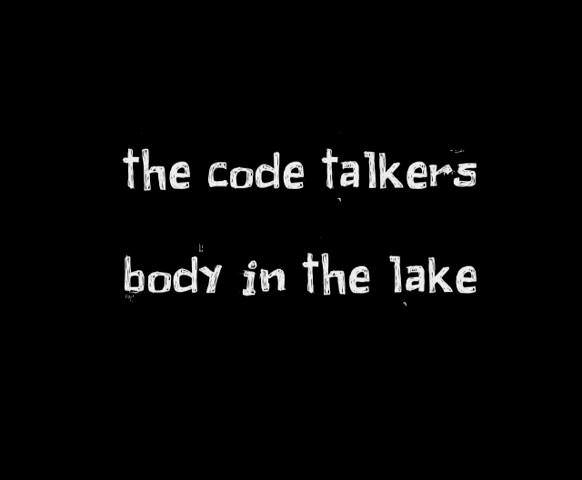 the code talkers
body in the lake